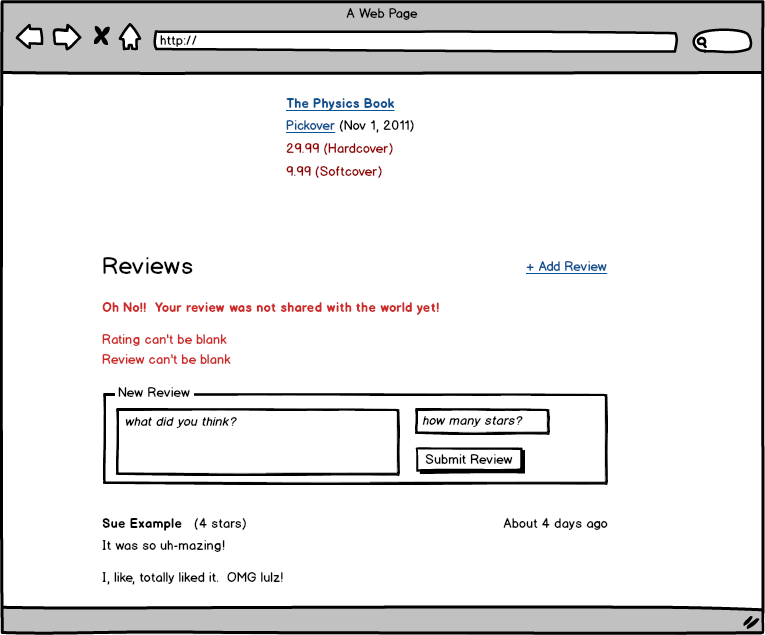 A Web Page
http://
The Physics Book
Pickover (Nov 1, 2011)
29.99 (Hardcover)
9.99 (Softcover)
Reviews
+ Add Review
Oh No!!  Your review was not shared with the world yet!
Rating can't be blank
Review can't be blank
New Review
what did you think?
how many stars?
Submit Review
Sue Example   (4 stars)
About 4 days ago
It was so uh-mazing!
I, like, totally liked it.  OMG lulz!